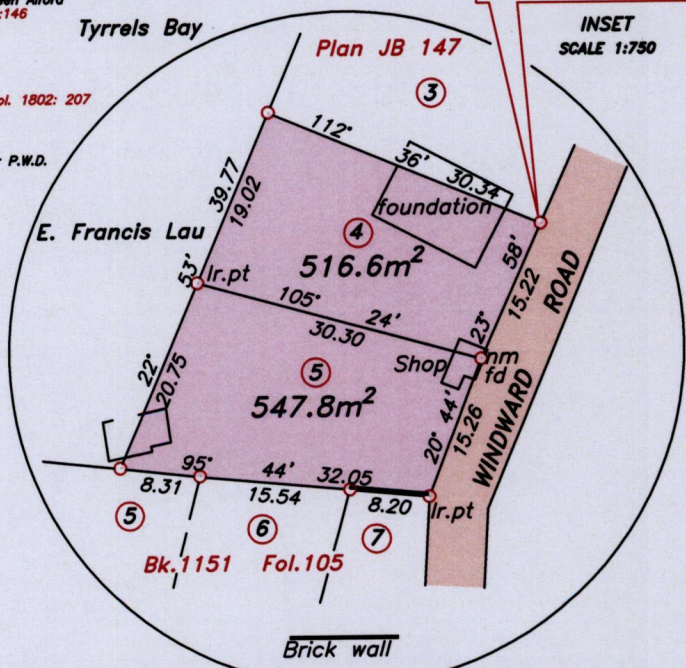 :146
Tyrrels Bay
INSET
SCALE 1:750
Plan JB 147
3
ol. 1802: 207
112°
36'
30.34
: P.W.D.
39.77
19.02
foundation
E. Francis Lau
4
58'
516.6m²
53'
Ir.pt
15.22
ROAD
105°
24'
30.30
23°
Shop
nm
fd
5
22°
20.75
547.8m²
44'
15.26
20°
WINDWARD
95°
44'
32.05
8.31
15.54
8.20
Ir.pt
5
6
7
Bk.1151 Fol.105
Brick wall